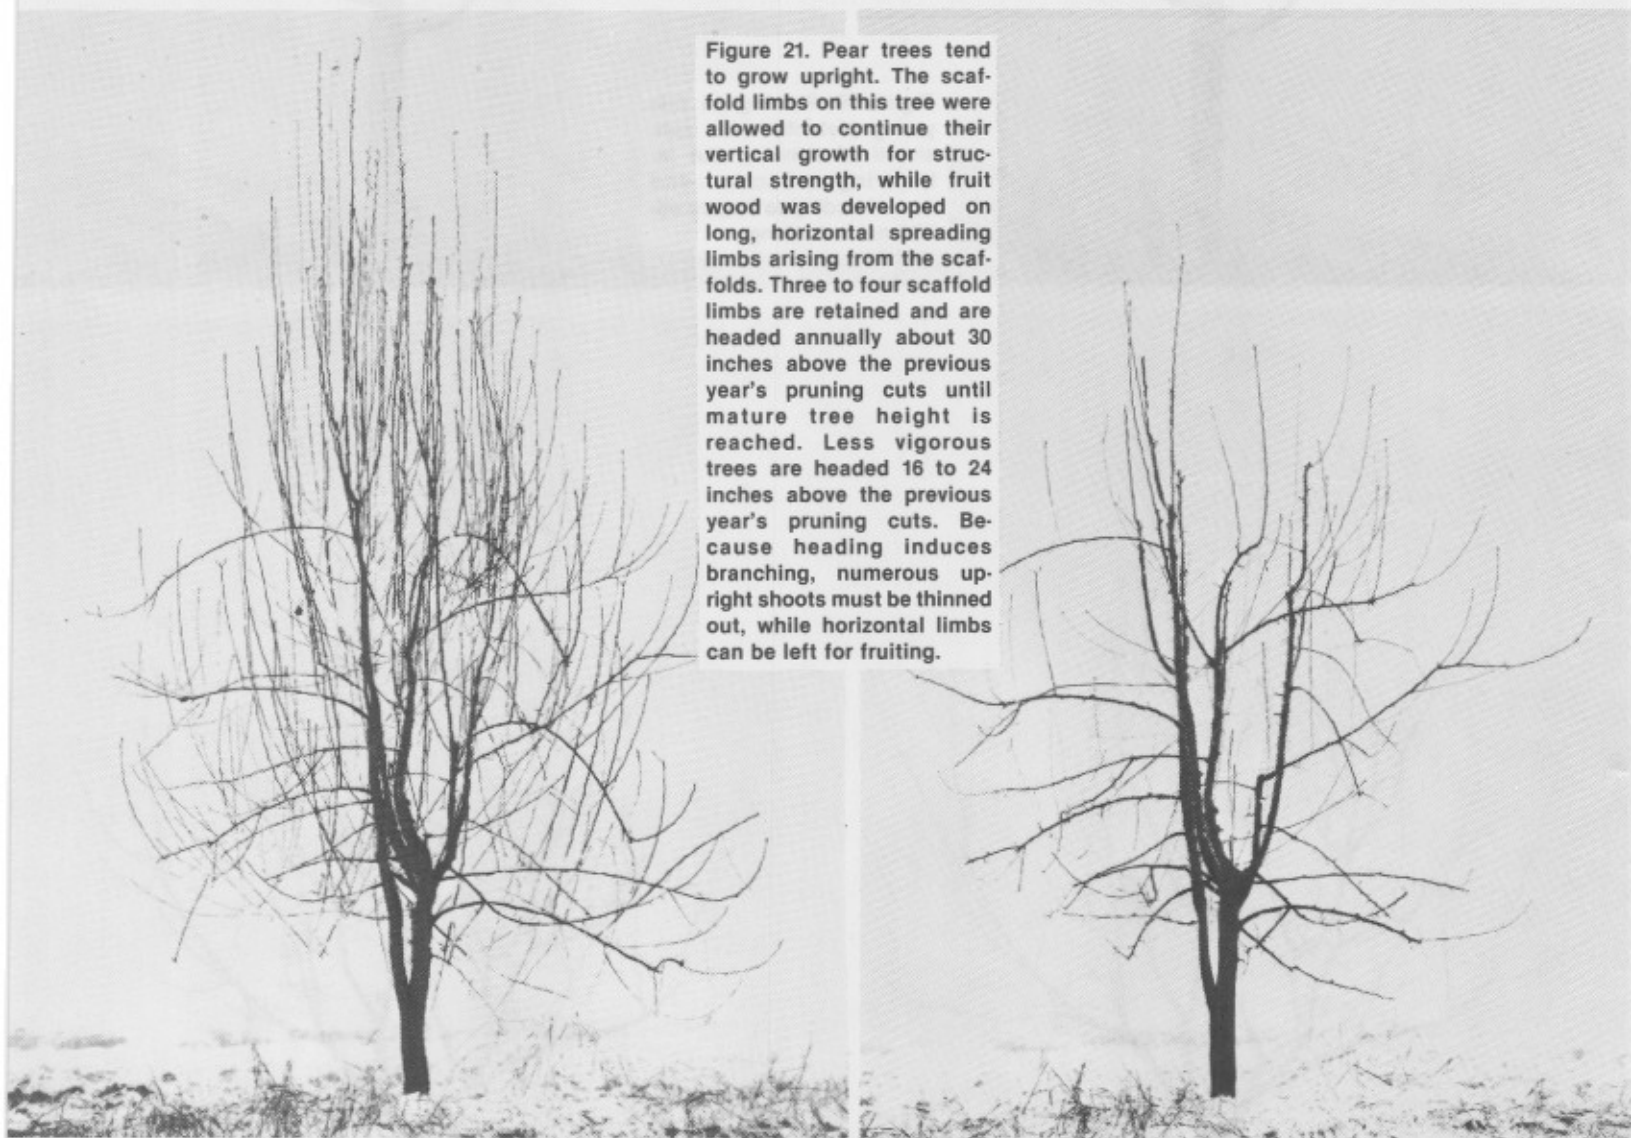 Figure 21. Pear trees tend
to grow upright. The scaf-
fold limbs on this tree were
allowed to continue their
vertical growth for struc-
tural strength, while fruit
wood was developed on
long, horizontal spreading
limbs arising from the scaf-
folds. Three to four scaffold
limbs are retained and are
headed annually about 30
inches above the previous
year's pruning cuts until
mature tree height is
reached. Less vigorous
trees are headed 16 to 24
inches above the previous
year's pruning cuts. Be-
cause heading induces
branching, numerous up-
right shoots must be thinned
out, while horizontal limbs
can be left for fruiting.